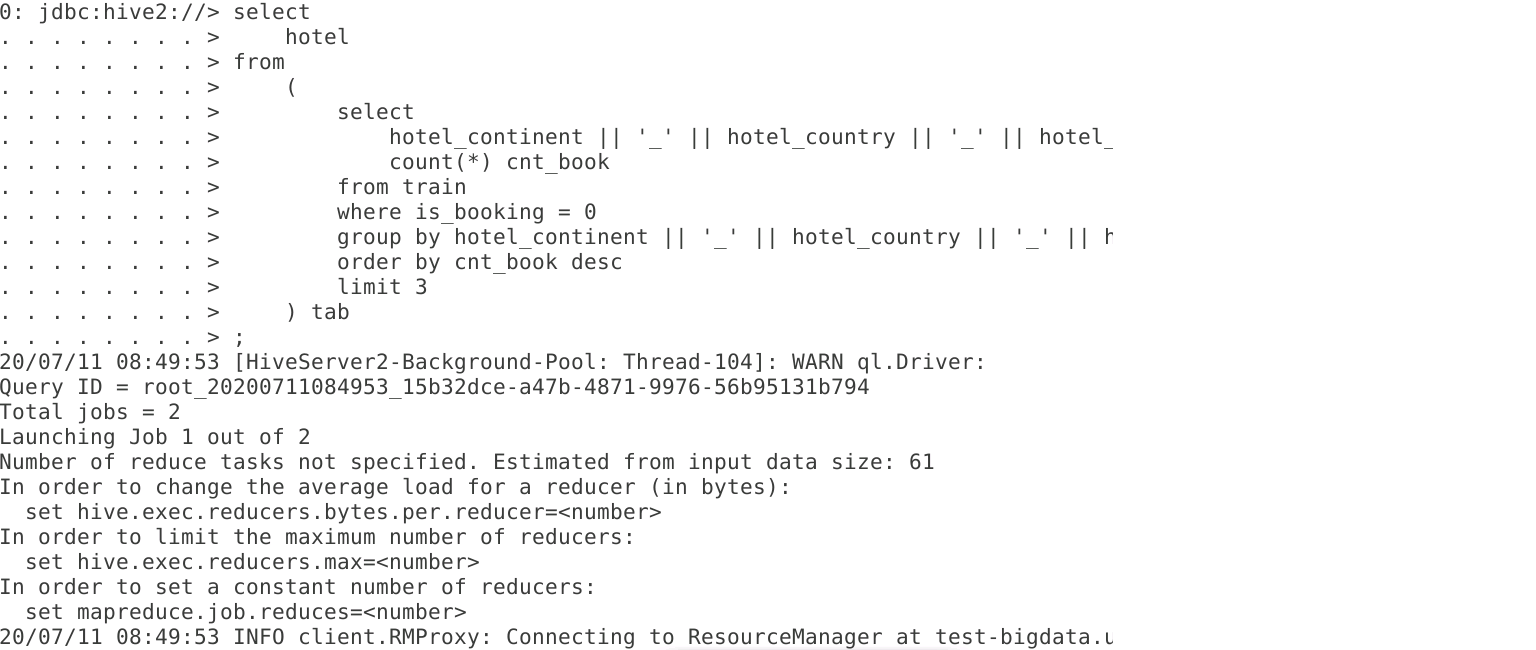 0: jdbc:hive2://> select
. . . . . . . . >     hotel
. . . . . . . . > from
. . . . . . . . >     (
. . . . . . . . >         select
. . . . . . . . >             hotel_continent || '_' || hotel_country || '_' || hotel_
. . . . . . . . >             count(*) cnt_book
. . . . . . . . >         from train
. . . . . . . . >         where is_booking = 0
. . . . . . . . >         group by hotel_continent || '_' || hotel_country || '_' || h
. . . . . . . . >         order by cnt_book desc
. . . . . . . . >         limit 3
. . . . . . . . >     ) tab
. . . . . . . . > ;
20/07/11 08:49:53 [HiveServer2-Background-Pool: Thread-104]: WARN ql.Driver:
Query ID = root_20200711084953_15b32dce-a47b-4871-9976-56b95131b794
Total jobs = 2
Launching Job 1 out of 2
Number of reduce tasks not specified. Estimated from input data size: 61
In order to change the average load for a reducer (in bytes):
  set hive.exec.reducers.bytes.per.reducer=<number>
In order to limit the maximum number of reducers:
  set hive.exec.reducers.max=<number>
In order to set a constant number of reducers:
  set mapreduce.job.reduces=<number>
20/07/11 08:49:53 INFO client.RMProxy: Connecting to ResourceManager at test-bigdata.u